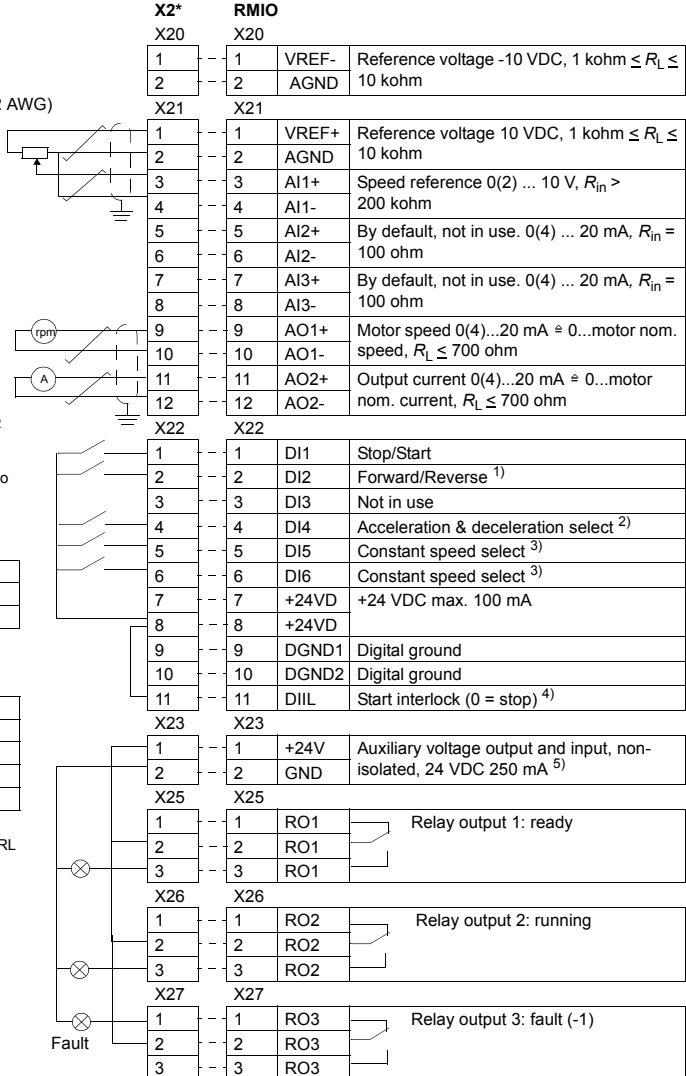 X2* RMIO
X20 X20
1 1 VREF- Reference voltage -10 VDC, 1 kohm ≤ RL ≤
2 2 AGND 10 kohm
AWG)
X21 X21
1 1 VREF+ Reference voltage 10 VDC, 1 kohm ≤ RL ≤
2 2 AGND 10 kohm
3 3 AI1+ Speed reference 0(2) ... 10 V, Rin >
4 4 AI1- 200 kohm
5 5 AI2+ By default, not in use. 0(4) ... 20 mA, Rin =
6 6 AI2- 100 ohm
7 7 AI3+ By default, not in use. 0(4) ... 20 mA, Rin =
8 8 AI3- 100 ohm
rpm 9 9 AO1+ Motor speed 0(4)...20 mA ≙ 0...motor nom.
10 10 AO1- speed, RL ≤ 700 ohm
A 11 11 AO2+ Output current 0(4)...20 mA ≙ 0...motor
12 12 AO2- nom. current, RL ≤ 700 ohm
X22 X22
1 1 DI1 Stop/Start
o 2 2 DI2 Forward/Reverse 1)
3 3 DI3 Not in use
4 4 DI4 Acceleration & deceleration select 2)
5 5 DI5 Constant speed select 3)
6 6 DI6 Constant speed select 3)
7 7 +24VD +24 VDC max. 100 mA
8 8 +24VD
9 9 DGND1 Digital ground
10 10 DGND2 Digital ground
11 11 DIIL Start interlock (0 = stop) 4)
X23 X23
1 1 +24V Auxiliary voltage output and input, non-
2 2 GND isolated, 24 VDC 250 mA 5)
X25 X25
1 1 RO1 Relay output 1: ready
2 2 RO1
RL
3 3 RO1
X26 X26
1 1 RO2 Relay output 2: running
2 2 RO2
3 3 RO2
X27 X27
1 1 RO3 Relay output 3: fault (-1)
Fault 2 2 RO3
3 3 RO3